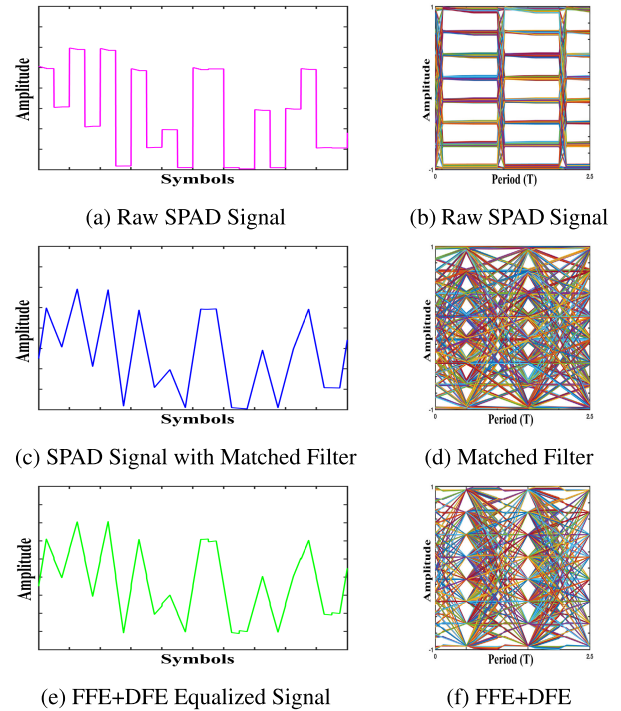 Amplitude
Symbols
(a) Raw SPAD Signal
1
Amplitude
-1
0
Period (T)
2.5
(b) Raw SPAD Signal
Amplitude
Symbols
(c) SPAD Signal with Matched Filter
1
Amplitude
-1
0
Period (T)
2.5
(d) Matched Filter
Amplitude
Symbols
(e) FFE+DFE Equalized Signal
1
Amplitude
-1
0
Period (T)
2.5
(f) FFE+DFE